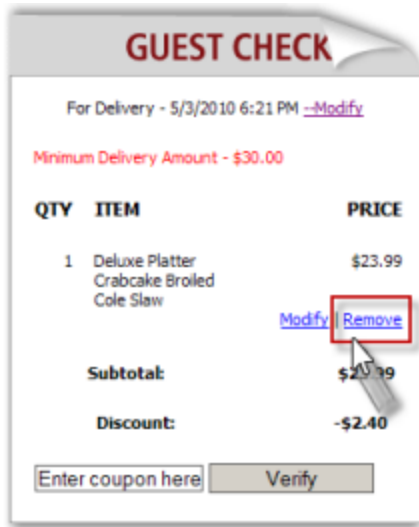 GUEST CHECK
For Delivery - 5/3/2010 6:21 PM --Modify
Minimum Delivery Amount - $30.00
QTY ITEM PRICE
1 Deluxe Platter $23.99
Crabcake Broiled
Cole Slaw
Modify | Remove
Subtotal:
Discount: -$2.40
Enter coupon here Verify